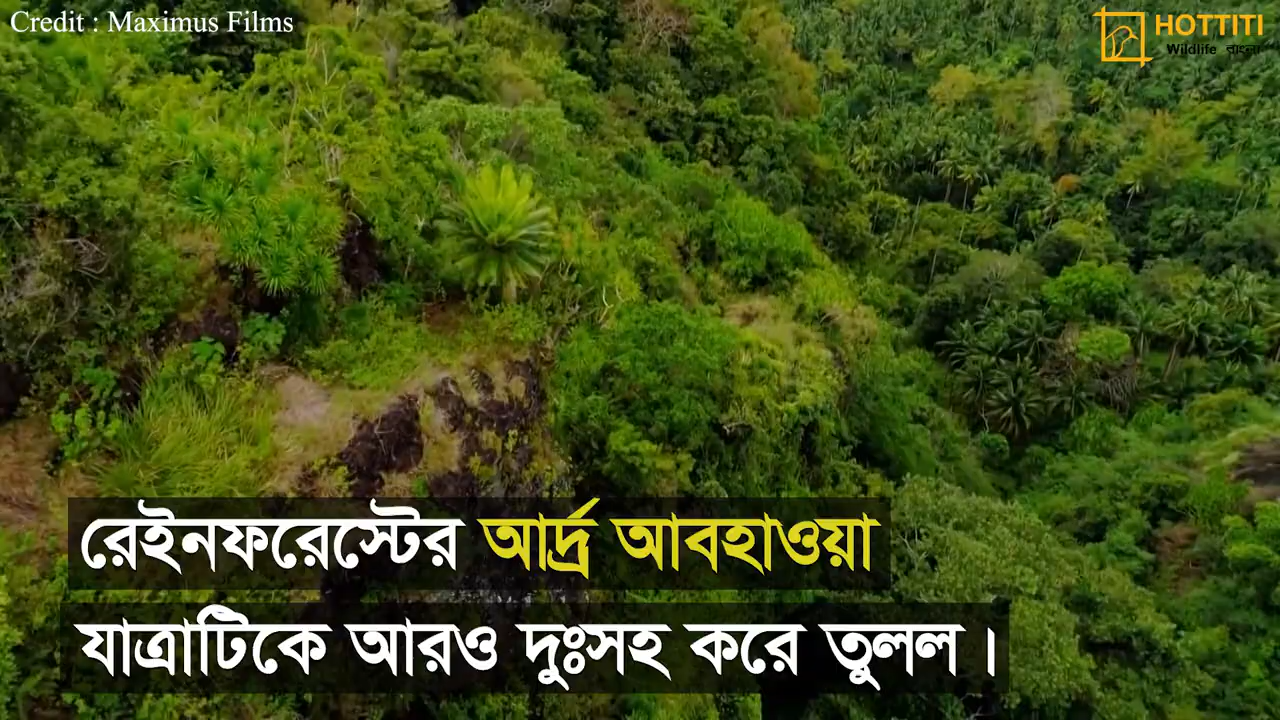 Credit : Maximus Films
HOTTITI
Wildlife বাংলা
রেইনফরেস্টের আর্দ্র আবহাওয়া
যাত্রাটিকে আরও দুঃসহ করে তুলল।